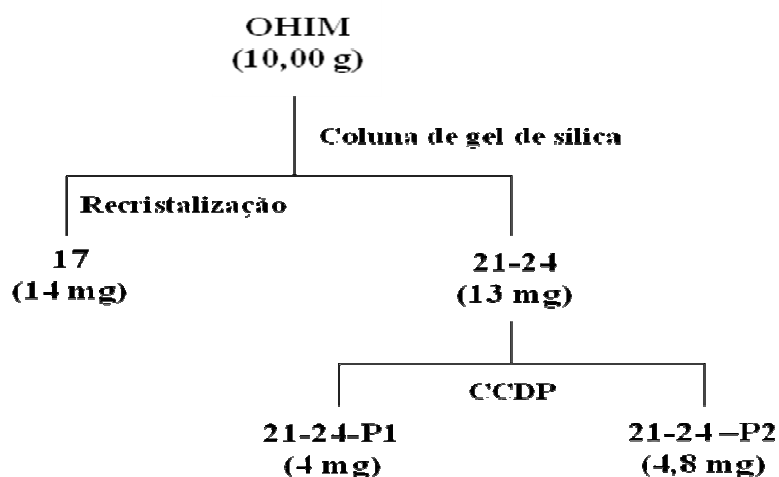 OHIM
(10,00 g)
Coluna de gel de sílica
Recristalização
17
(14 mg)
21-24
(13 mg)
CCDP
21-24-P1
(4 mg)
21-24–P2
(4,8 mg)